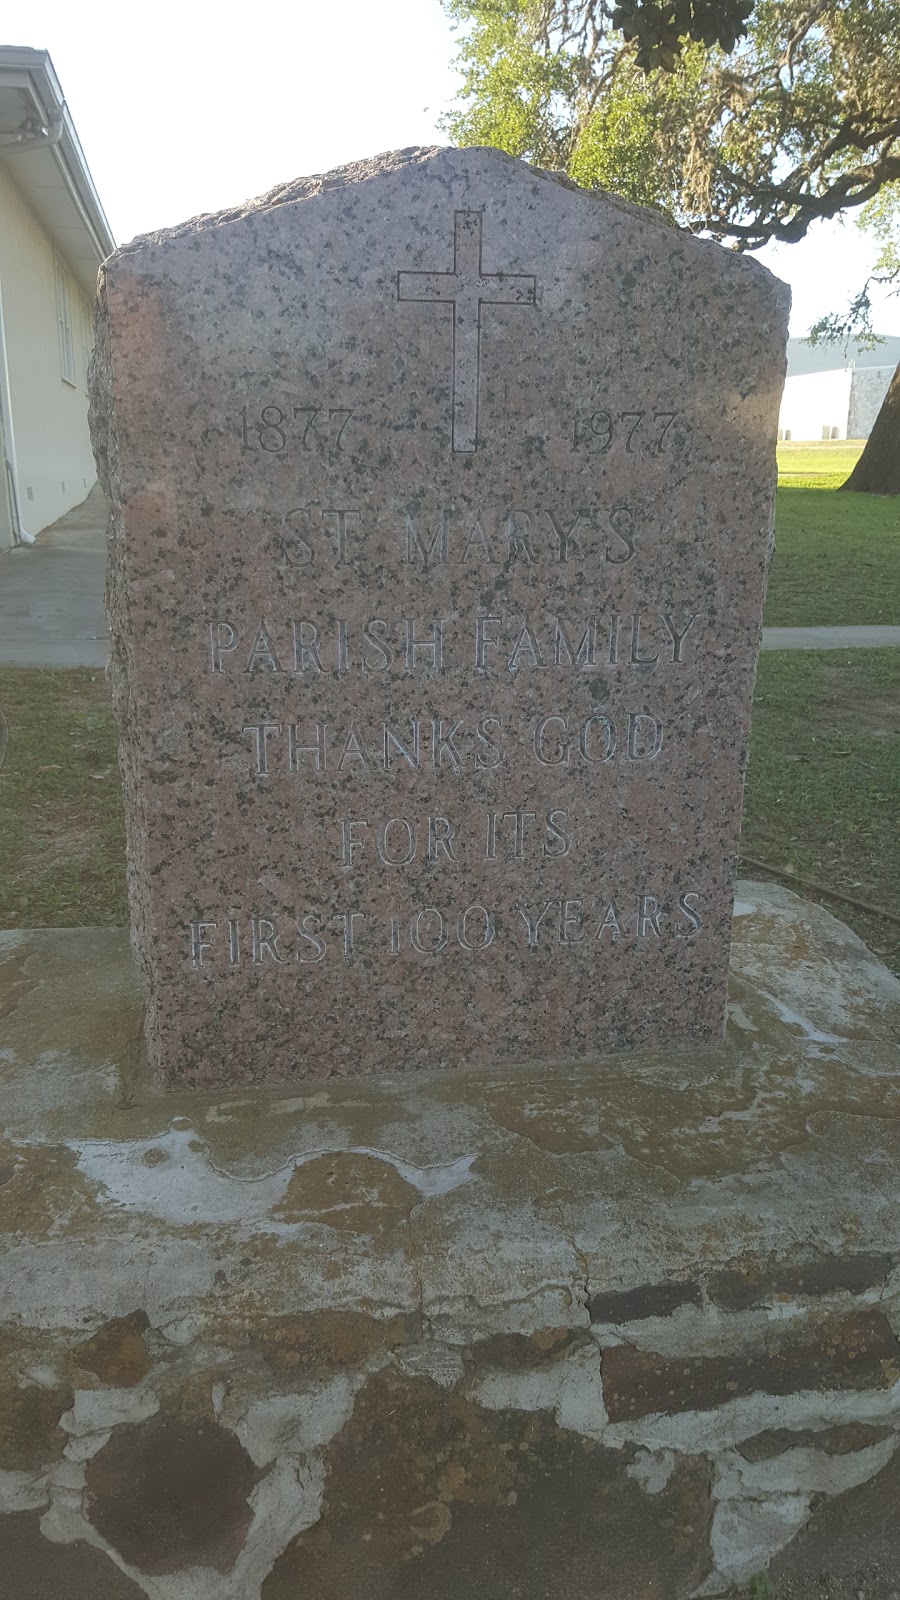 1877 1977
ST. MARY'S
PARISH FAMILY
THANKS GOD
FOR ITS
FIRST 100 YEARS